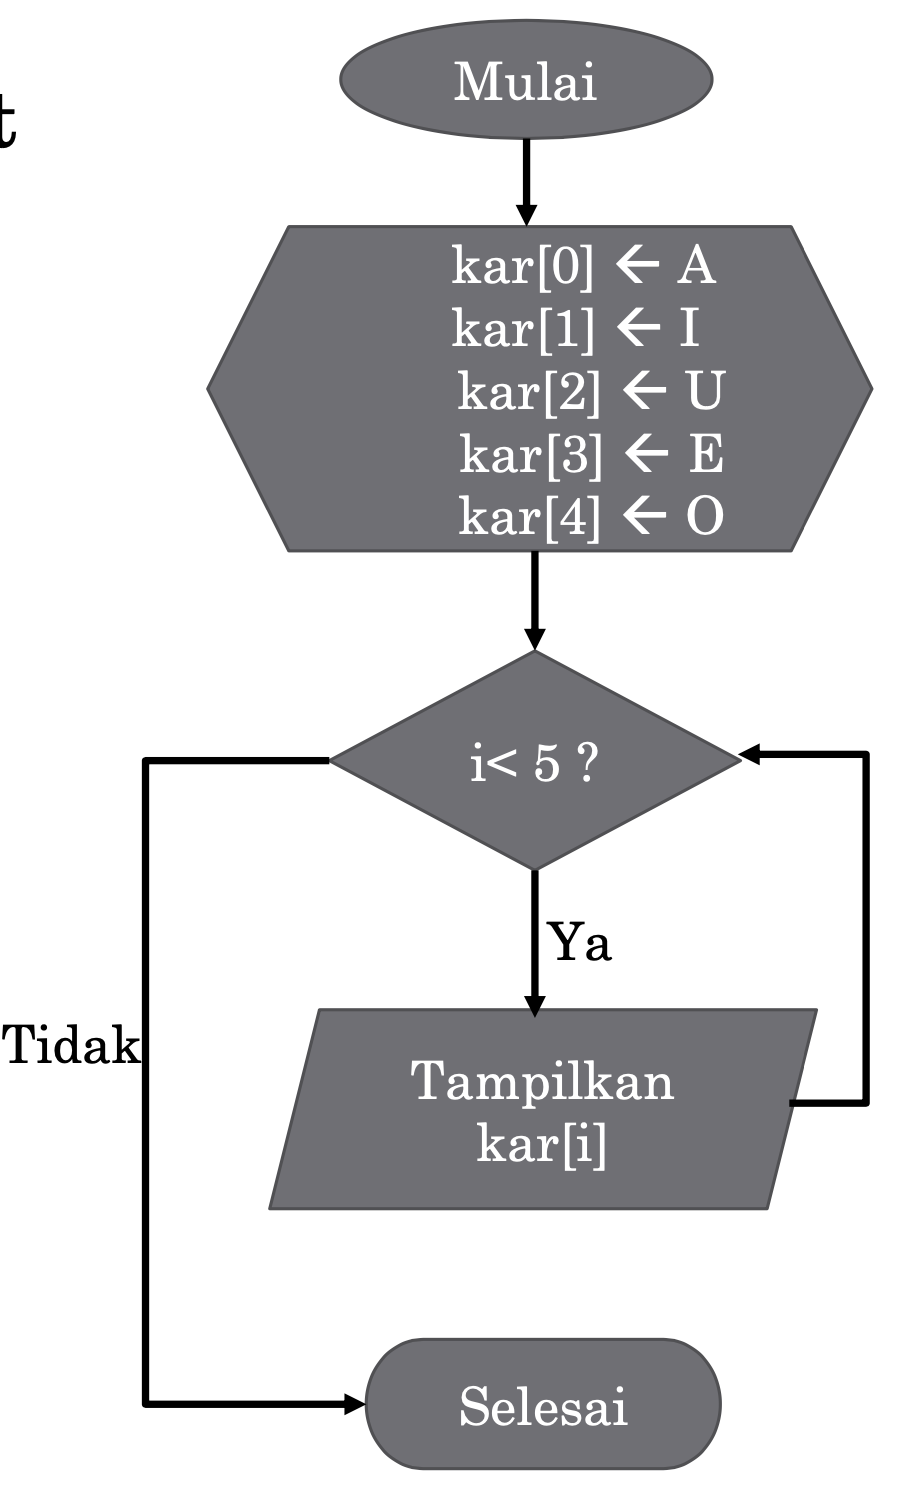 t
Mulai
kar[0] ← A
kar[1] ← I
kar[2] ← U
kar[3] ← E
kar[4] ← O
i< 5 ?
Ya
Tidak
Tampilkan
kar[i]
Selesai